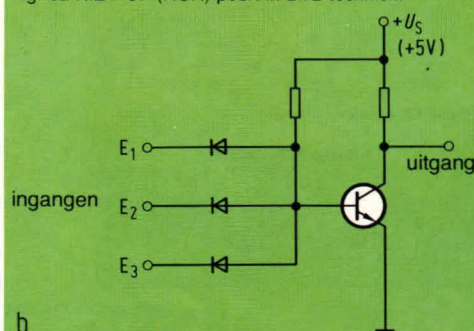 +U_S
(+5V)
E₁
uitgang
ingangen
E₂
E₃
b